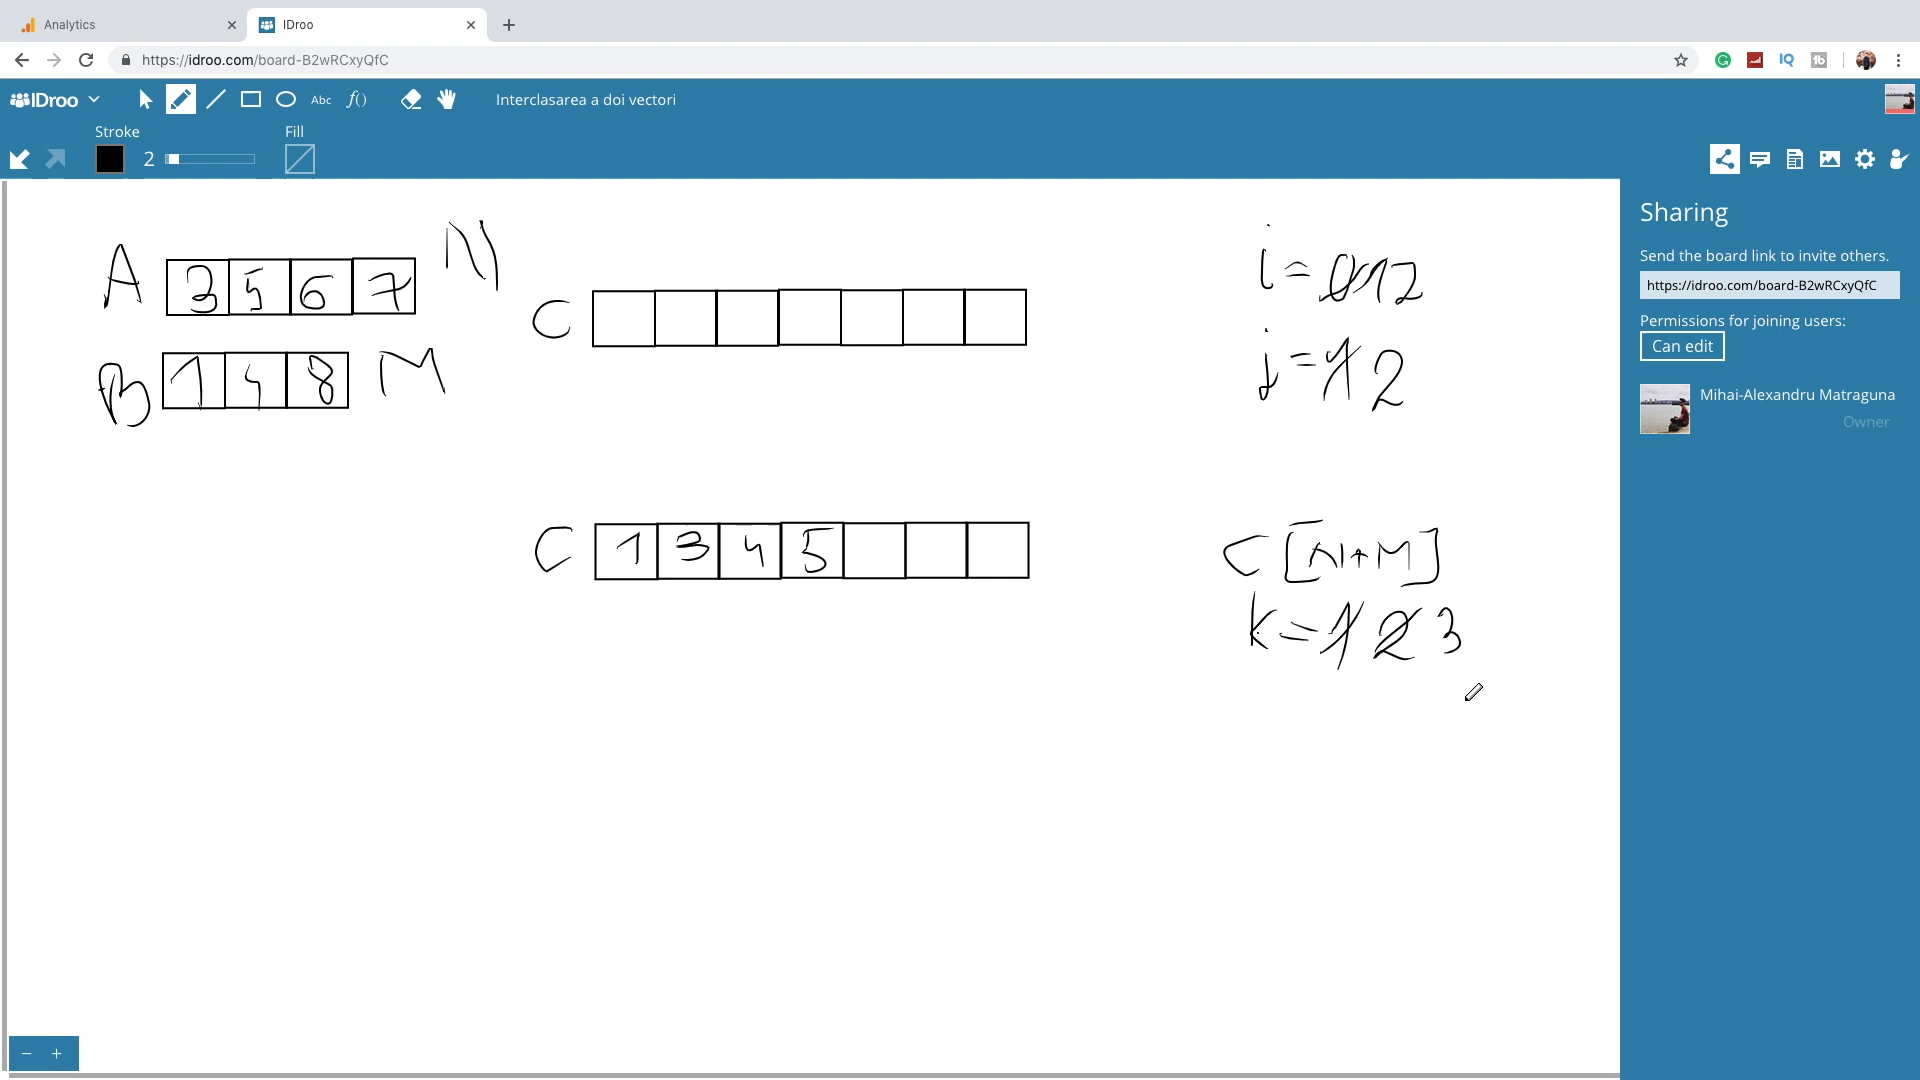 Analytics
IDroo
https://idroo.com/board-B2wRCxyQfC
IQ
IDroo
Abc
f()
Interclasarea a doi vectori
Stroke
Fill
2
Sharing
Send the board link to invite others.
https://idroo.com/board-B2wRCxyQfC
Permissions for joining users:
Can edit
Mihai-Alexandru Matraguna
Owner
A 3 5 6 7 N
B 1 4 8 M
C
i = 0 1 2
j = 1 2
C 1 3 4 5
C [N+M]
k = 1 2 3
− +